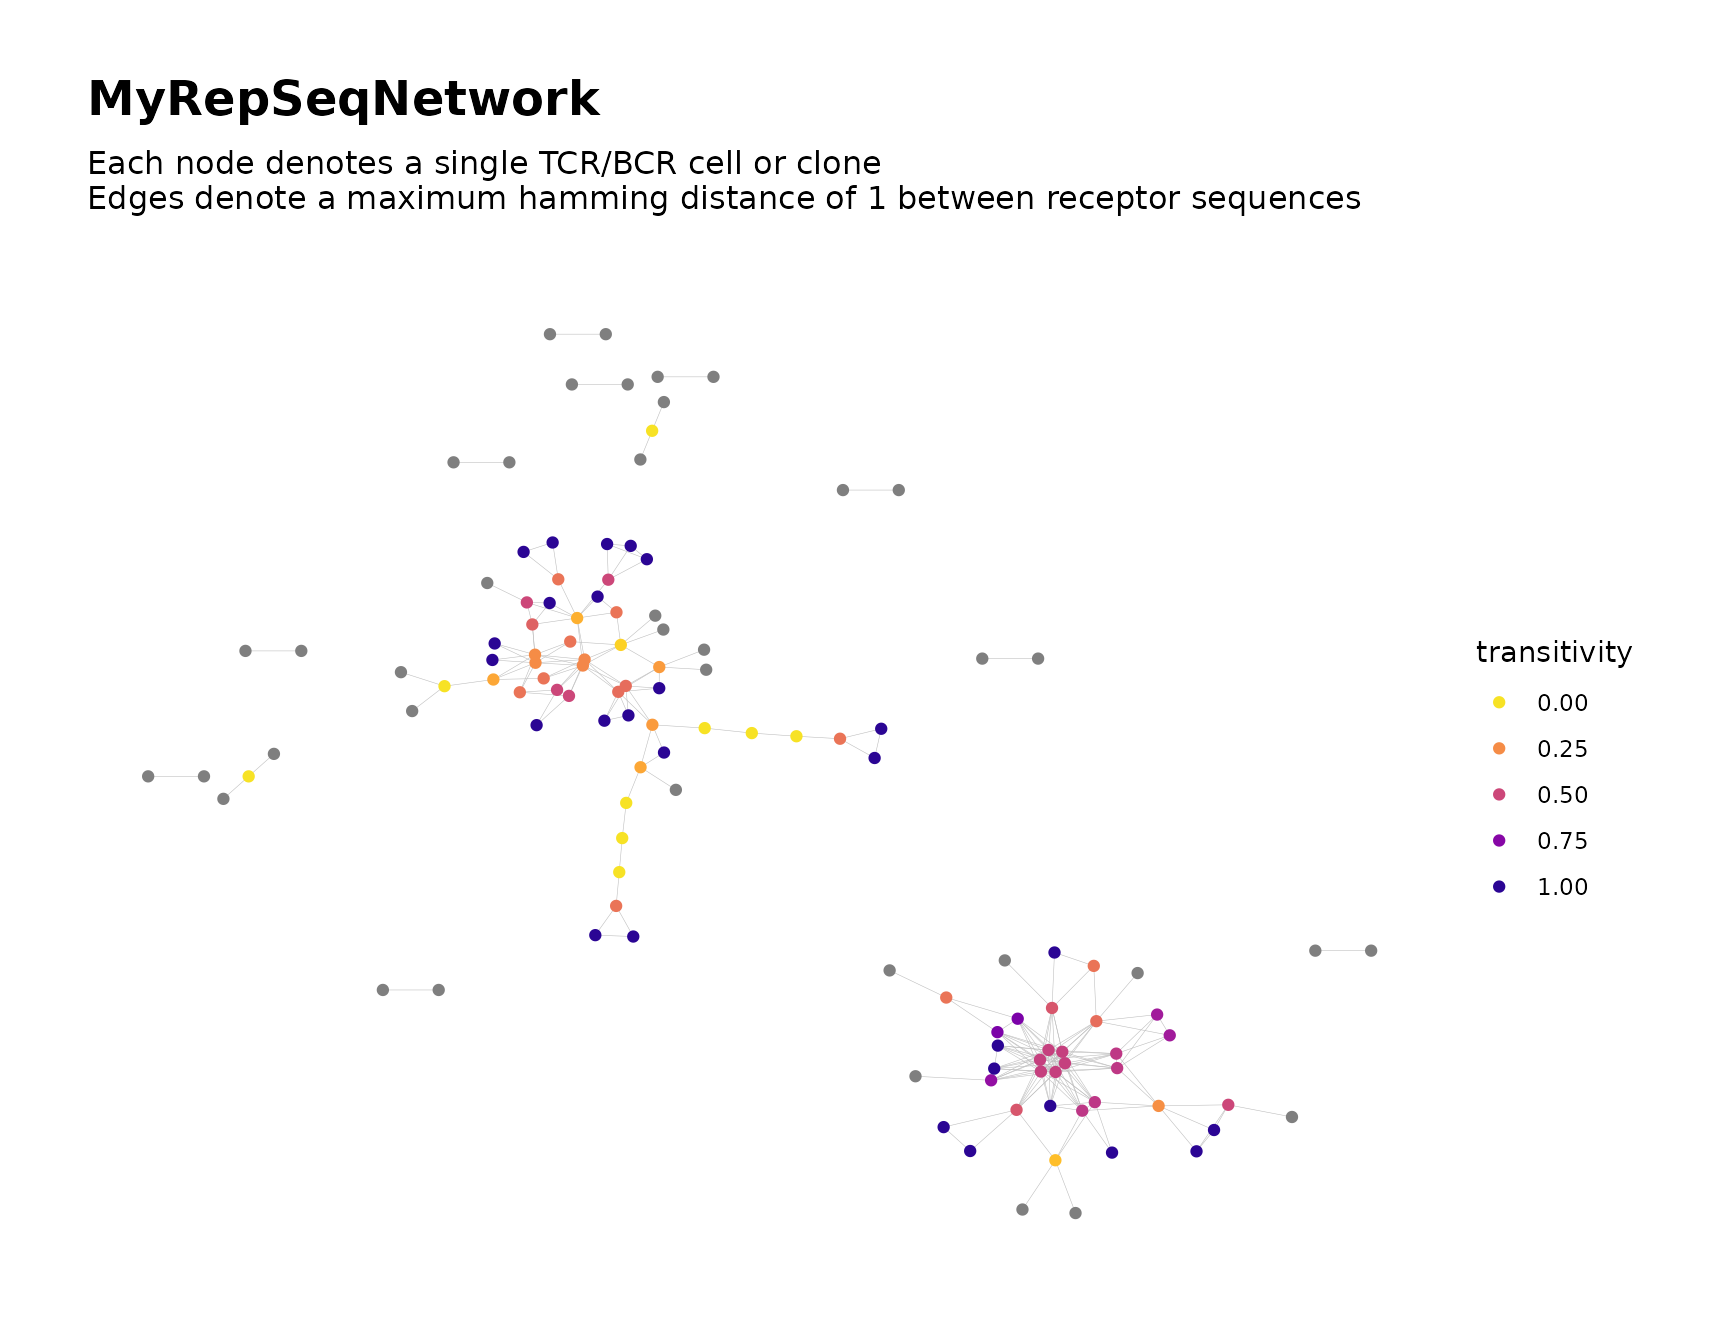 MyRepSeqNetwork
Each node denotes a single TCR/BCR cell or clone
Edges denote a maximum hamming distance of 1 between receptor sequences
transitivity
0.00
0.25
0.50
0.75
1.00